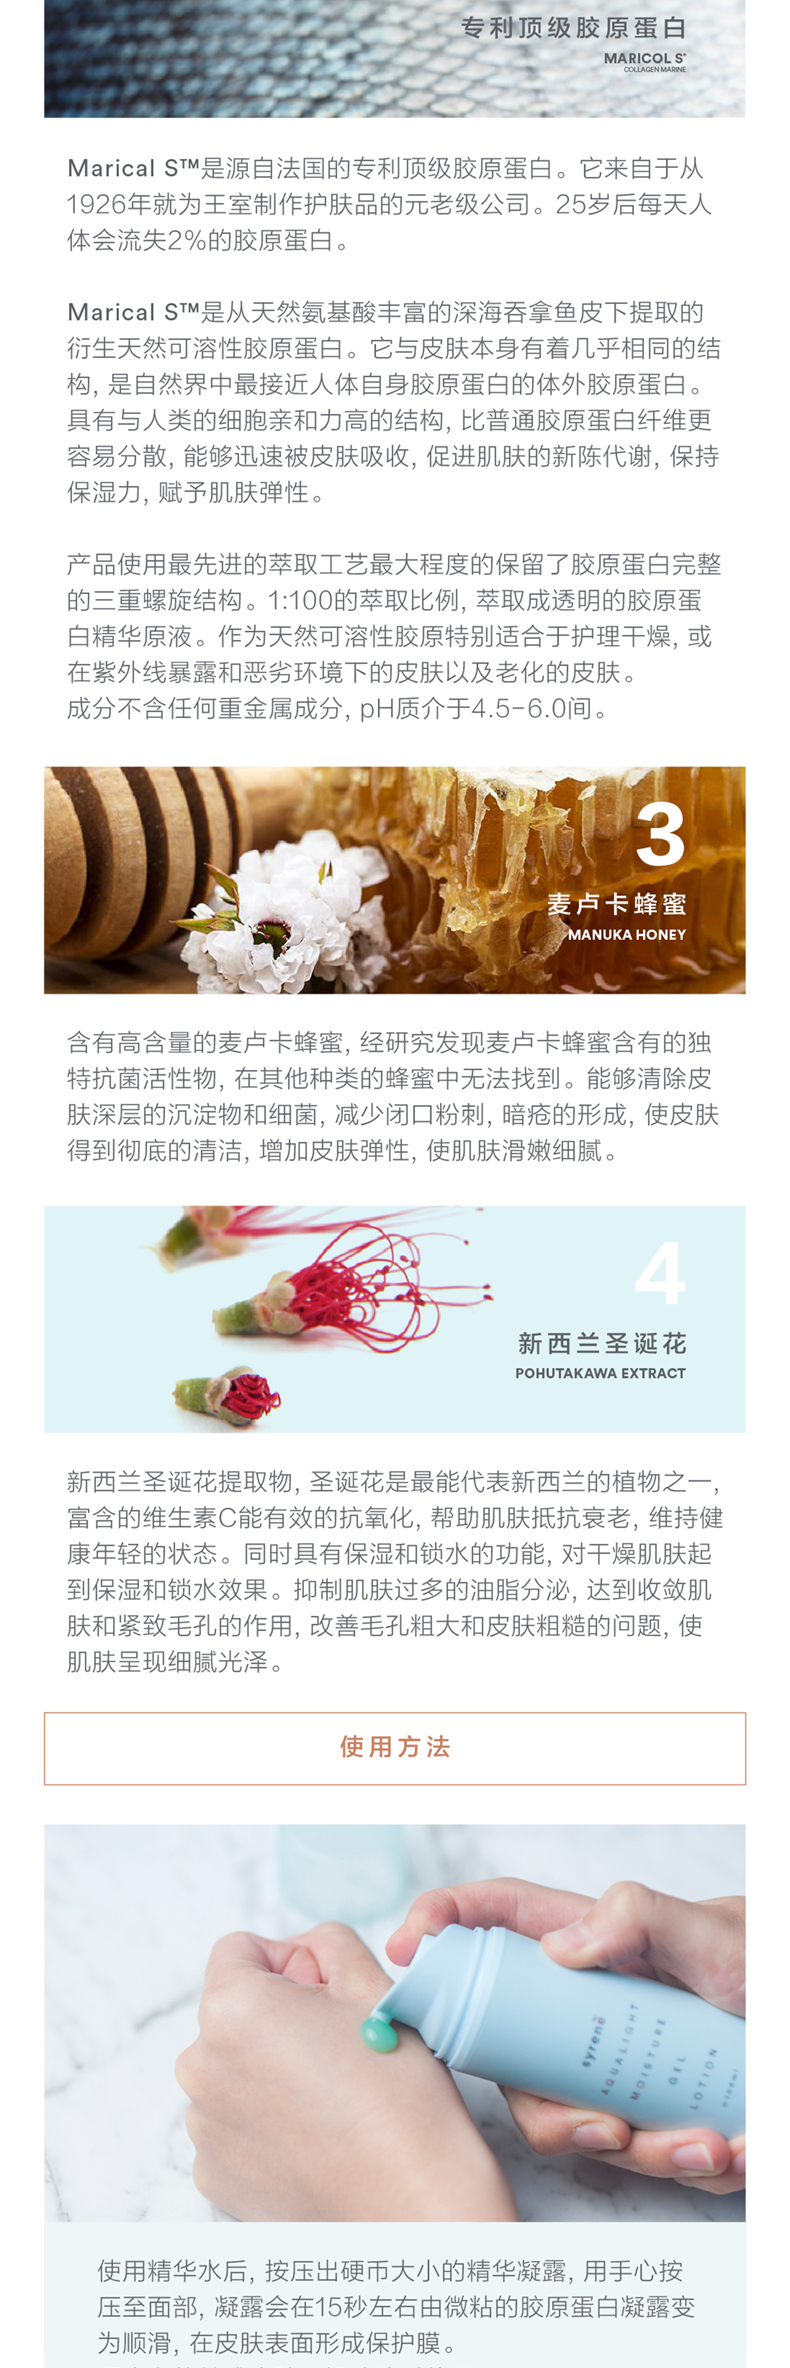 专利顶级胶原蛋白
MARICOL S®
COLLAGEN MARINE
Marical S™是源自法国的专利顶级胶原蛋白。它来自于从
1926年就为王室制作护肤品的元老级公司。25岁后每天人
体会流失2%的胶原蛋白。
Marical S™是从天然氨基酸丰富的深海吞拿鱼皮下提取的
衍生天然可溶性胶原蛋白。它与皮肤本身有着几乎相同的结
构, 是自然界中最接近人体自身胶原蛋白的体外胶原蛋白。
具有与人类的细胞亲和力高的结构, 比普通胶原蛋白纤维更
容易分散, 能够迅速被皮肤吸收, 促进肌肤的新陈代谢, 保持
保湿力, 赋予肌肤弹性。
产品使用最先进的萃取工艺最大程度的保留了胶原蛋白完整
的三重螺旋结构。1:100的萃取比例, 萃取成透明的胶原蛋
白精华原液。作为天然可溶性胶原特别适合于护理干燥, 或
在紫外线暴露和恶劣环境下的皮肤以及老化的皮肤。
成分不含任何重金属成分, pH质介于4.5-6.0间。
3
麦卢卡蜂蜜
MANUKA HONEY
含有高含量的麦卢卡蜂蜜, 经研究发现麦卢卡蜂蜜含有的独
特抗菌活性物, 在其他种类的蜂蜜中无法找到。能够清除皮
肤深层的沉淀物和细菌, 减少闭口粉刺, 暗疮的形成, 使皮肤
得到彻底的清洁, 增加皮肤弹性, 使肌肤滑嫩细腻。
4
新西兰圣诞花
POHUTAKAWA EXTRACT
新西兰圣诞花提取物, 圣诞花是最能代表新西兰的植物之一,
富含的维生素C能有效的抗氧化, 帮助肌肤抵抗衰老, 维持健
康年轻的状态。同时具有保湿和锁水的功能, 对干燥肌肤起
到保湿和锁水效果。抑制肌肤过多的油脂分泌, 达到收敛肌
肤和紧致毛孔的作用, 改善毛孔粗大和皮肤粗糙的问题, 使
肌肤呈现细腻光泽。
使用方法
syrenē
AQUALIGHT
MOISTURE
GEL
LOTION
使用精华水后, 按压出硬币大小的精华凝露, 用手心按
压至面部, 凝露会在15秒左右由微粘的胶原蛋白凝露变
为顺滑, 在皮肤表面形成保护膜。